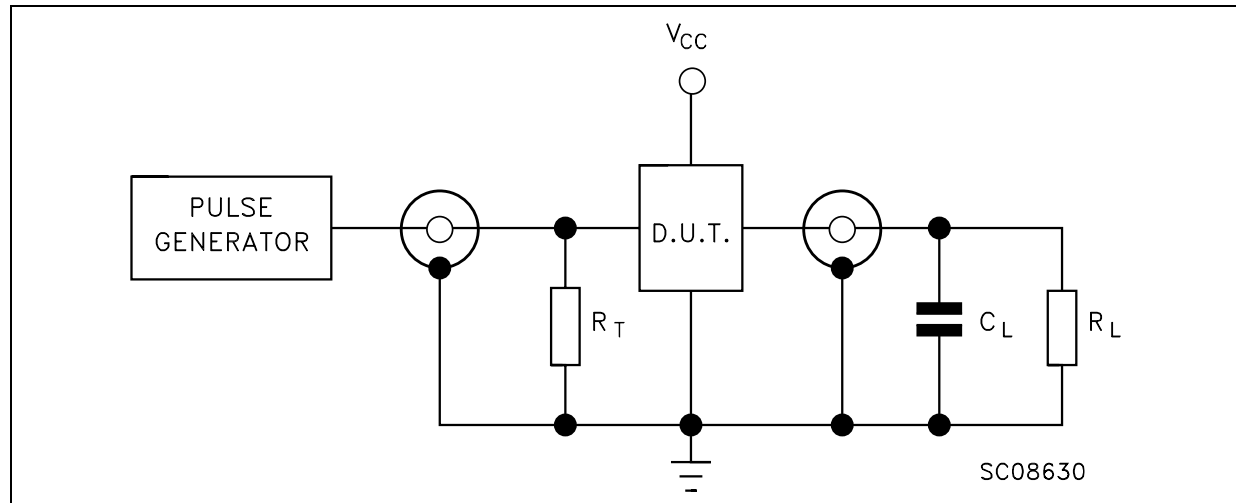 VCC
PULSE
GENERATOR
D.U.T.
RT
CL
RL
SC08630